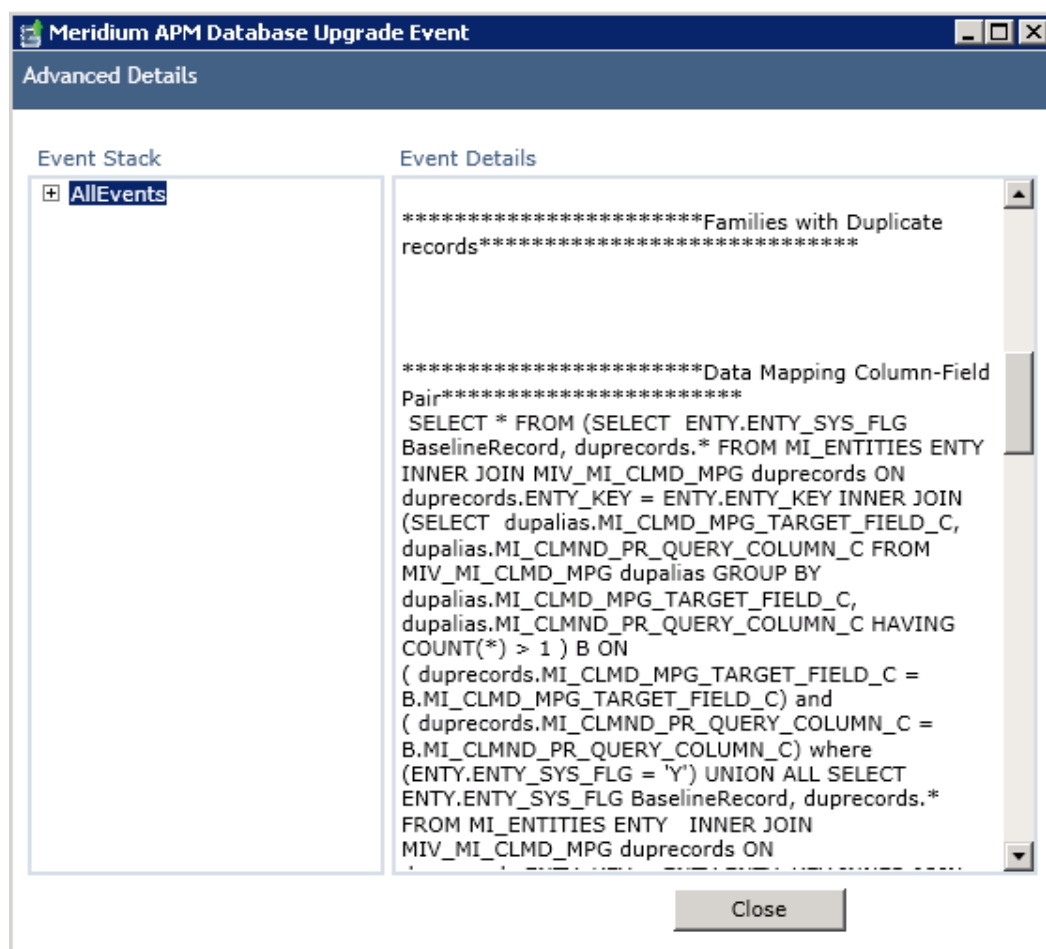 Meridium APM Database Upgrade Event
Advanced Details
Event Stack
AllEvents
Event Details
***********************Families with Duplicate
records*****************************
***********************Data Mapping Column-Field
Pair***********************
SELECT * FROM (SELECT  ENTY.ENTY_SYS_FLG
BaselineRecord, duprecords.* FROM MI_ENTITIES ENTY
INNER JOIN MIV_MI_CLMD_MPG duprecords ON
duprecords.ENTY_KEY = ENTY.ENTY_KEY INNER JOIN
(SELECT  dupalias.MI_CLMD_MPG_TARGET_FIELD_C,
dupalias.MI_CLMND_PR_QUERY_COLUMN_C FROM
MIV_MI_CLMD_MPG dupalias GROUP BY
dupalias.MI_CLMD_MPG_TARGET_FIELD_C,
dupalias.MI_CLMND_PR_QUERY_COLUMN_C HAVING
COUNT(*) > 1 ) B ON
( duprecords.MI_CLMD_MPG_TARGET_FIELD_C =
B.MI_CLMD_MPG_TARGET_FIELD_C) and
( duprecords.MI_CLMND_PR_QUERY_COLUMN_C =
B.MI_CLMND_PR_QUERY_COLUMN_C) where
(ENTY.ENTY_SYS_FLG = 'Y') UNION ALL SELECT
ENTY.ENTY_SYS_FLG BaselineRecord, duprecords.*
FROM MI_ENTITIES ENTY   INNER JOIN
MIV_MI_CLMD_MPG duprecords ON
Close